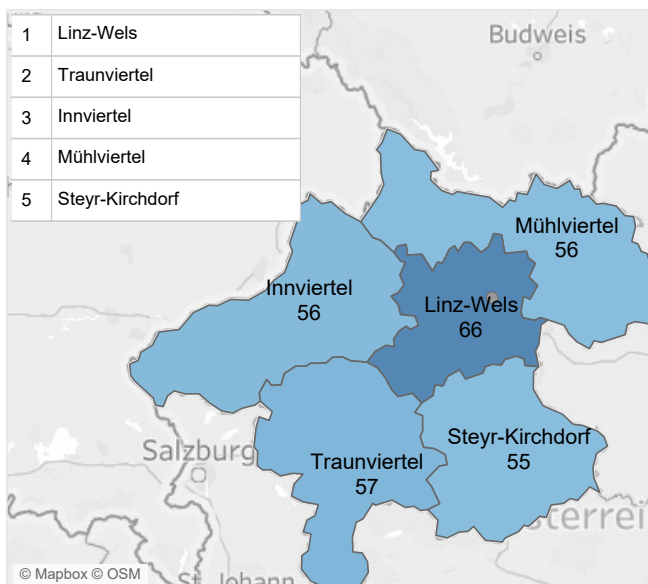 1 Linz-Wels
2 Traunviertel
3 Innviertel
4 Mühlviertel
5 Steyr-Kirchdorf
Budweis
Mühlviertel
56
Innviertel
56
Linz-Wels
66
Steyr-Kirchdorf
55
Salzburg
Traunviertel
57
sterrei
St. Johann
© Mapbox © OSM